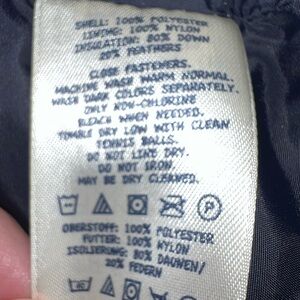 SHELL: 100% POLYESTER
LINING: 100% NYLON
INSULATION: 80% DOWN
20% FEATHERS
CLOSE FASTENERS.
MACHINE WASH WARM NORMAL.
WASH DARK COLORS SEPARATELY.
ONLY NON-CHLORINE
BLEACH WHEN NEEDED.
TUMBLE DRY LOW WITH CLEAN
TENNIS BALLS.
DO NOT LINE DRY.
DO NOT IRON.
MAY BE DRY CLEANED.
P
OBERSTOFF: 100% POLYESTER
FUTTER: 100% NYLON
ISOLIERUNG: 80% DAUNEN/
20% FEDERN